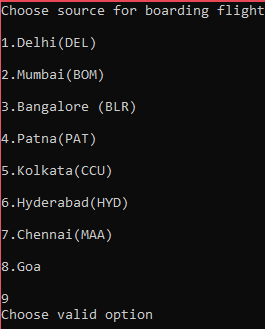 Choose source for boarding flight
1.Delhi(DEL)
2.Mumbai(BOM)
3.Bangalore (BLR)
4.Patna(PAT)
5.Kolkata(CCU)
6.Hyderabad(HYD)
7.Chennai(MAA)
8.Goa
9
Choose valid option